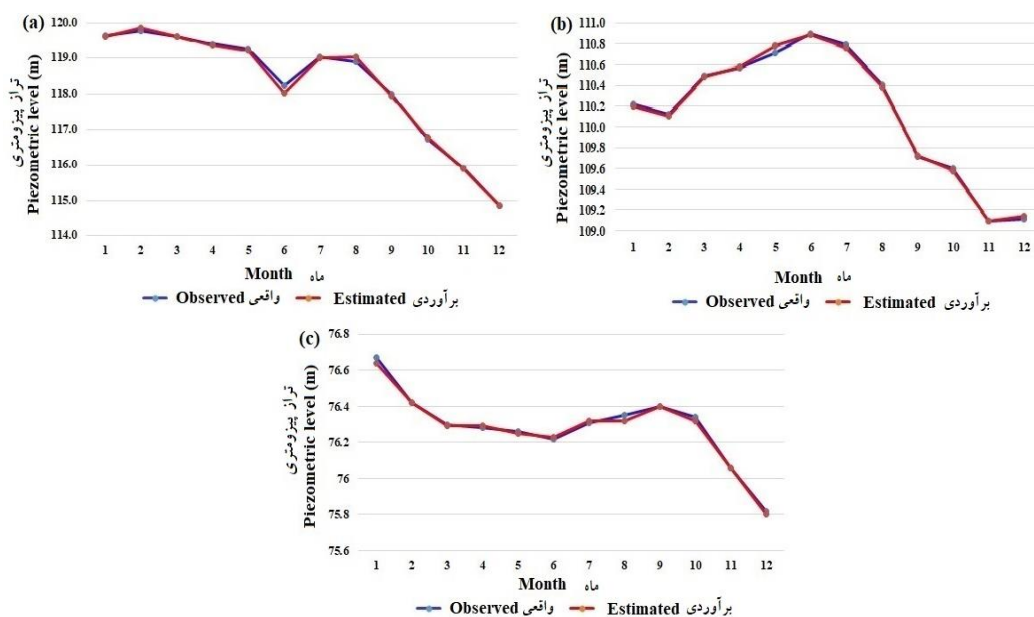 (a)
تراز پیزومتری
Piezometric level (m)
120.0
119.0
118.0
117.0
116.0
115.0
114.0
1 2 3 4 5 6 7 8 9 10 11 12
Month ماه
Observed واقعی Estimated برآوردی
(b)
تراز پیزومتری
Piezometric level (m)
111.0
110.8
110.6
110.4
110.2
110.0
109.8
109.6
109.4
109.2
109.0
1 2 3 4 5 6 7 8 9 10 11 12
Month ماه
Observed واقعی Estimated برآوردی
(c)
تراز پیزومتری
Piezometric level (m)
76.8
76.6
76.4
76.2
76
75.8
75.6
1 2 3 4 5 6 7 8 9 10 11 12
Month ماه
Observed واقعی Estimated برآوردی